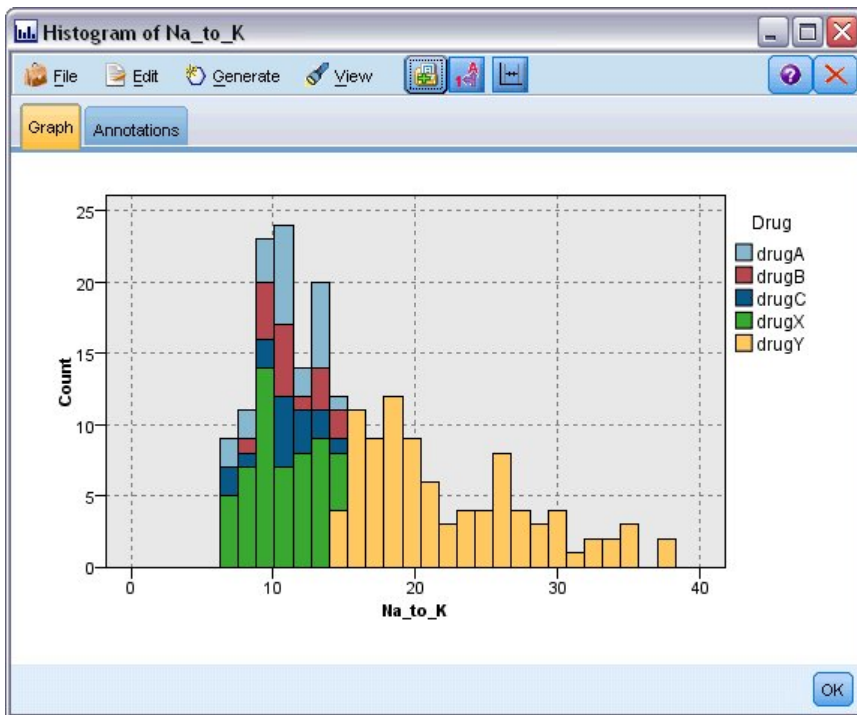 Histogram of Na_to_K
File Edit Generate View
Graph Annotations
25
20
15
10
5
0
Count
0 10 20 30 40
Na_to_K
Drug
drugA
drugB
drugC
drugX
drugY
OK